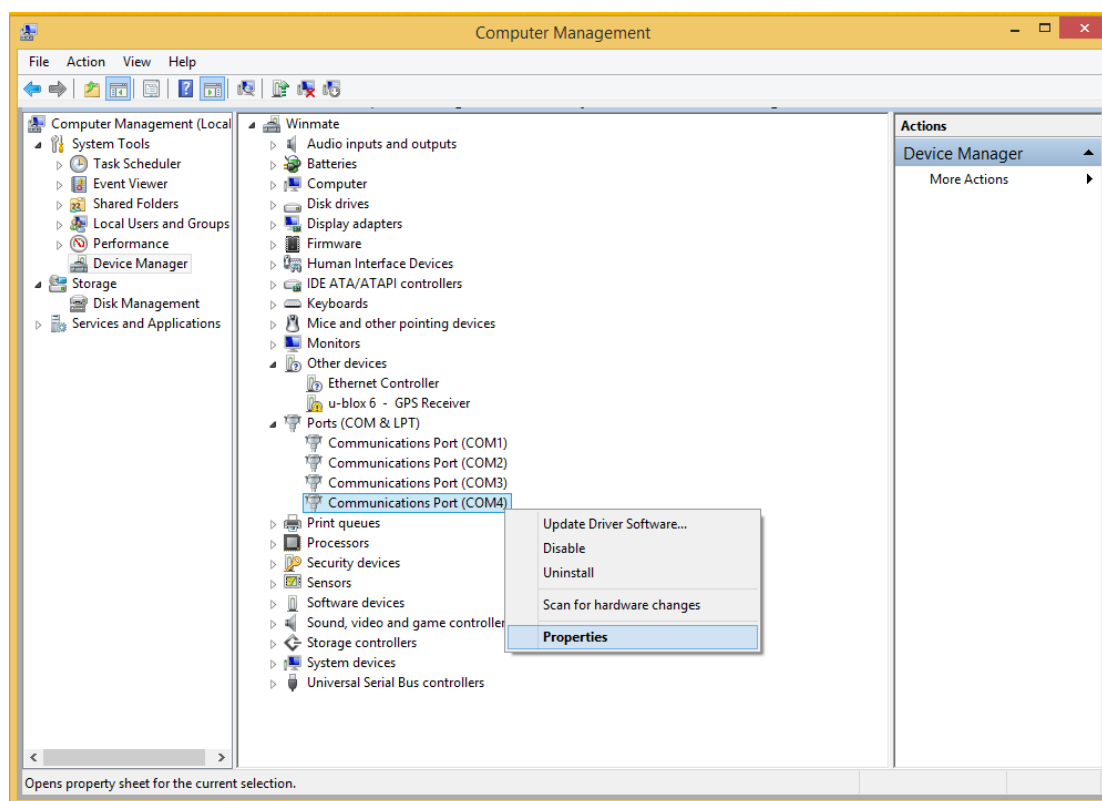 Computer Management
File Action View Help
Computer Management (Local
System Tools
Task Scheduler
Event Viewer
Shared Folders
Local Users and Groups
Performance
Device Manager
Storage
Disk Management
Services and Applications
Winmate
Audio inputs and outputs
Batteries
Computer
Disk drives
Display adapters
Firmware
Human Interface Devices
IDE ATA/ATAPI controllers
Keyboards
Mice and other pointing devices
Monitors
Other devices
Ethernet Controller
u-blox 6 - GPS Receiver
Ports (COM & LPT)
Communications Port (COM1)
Communications Port (COM2)
Communications Port (COM3)
Communications Port (COM4)
Print queues
Processors
Security devices
Sensors
Software devices
Sound, video and game controller
Storage controllers
System devices
Universal Serial Bus controllers
Update Driver Software...
Disable
Uninstall
Scan for hardware changes
Properties
Actions
Device Manager
More Actions
Opens property sheet for the current selection.